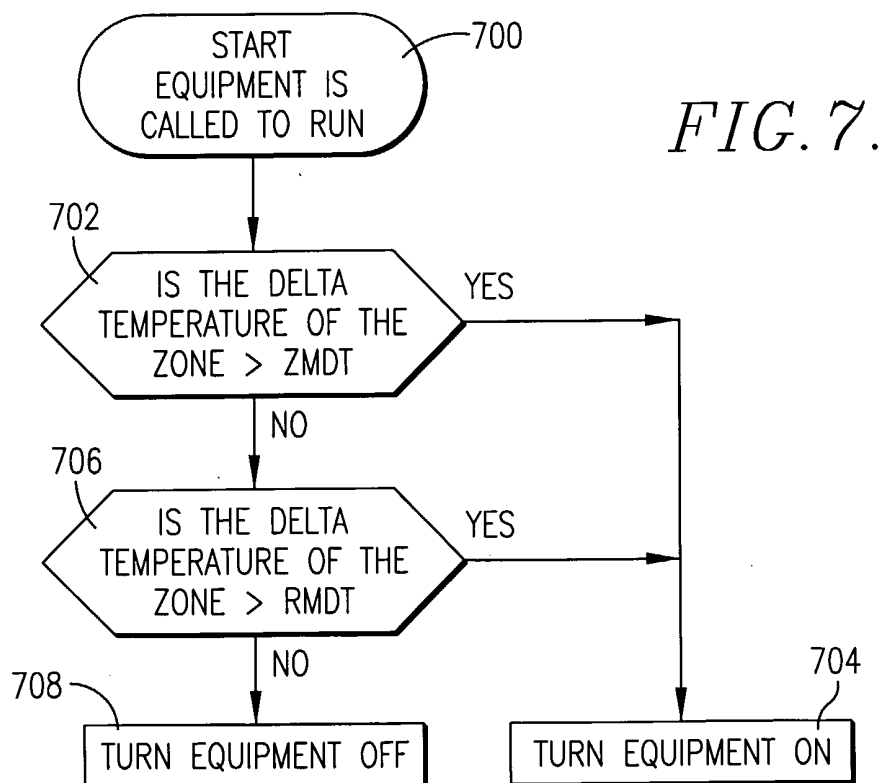 START
EQUIPMENT IS
CALLED TO RUN
700
FIG. 7.
702
IS THE DELTA
TEMPERATURE OF THE
ZONE > ZMDT
YES
NO
706
IS THE DELTA
TEMPERATURE OF THE
ZONE > RMDT
YES
NO
708
TURN EQUIPMENT OFF
704
TURN EQUIPMENT ON